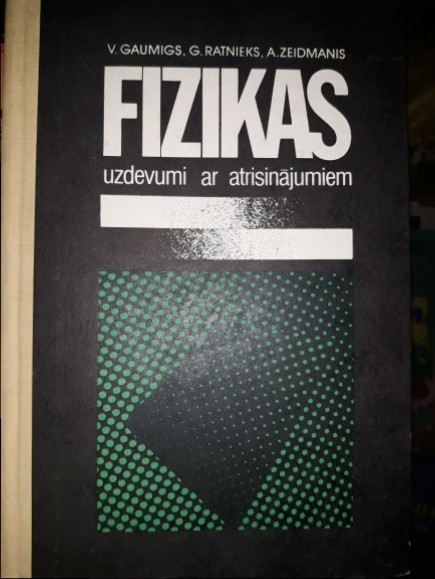 V. GAUMIGS, G. RATNIEKS, A. ZEIDMANIS
FIZIKAS
uzdevumi ar atrisinājumiem